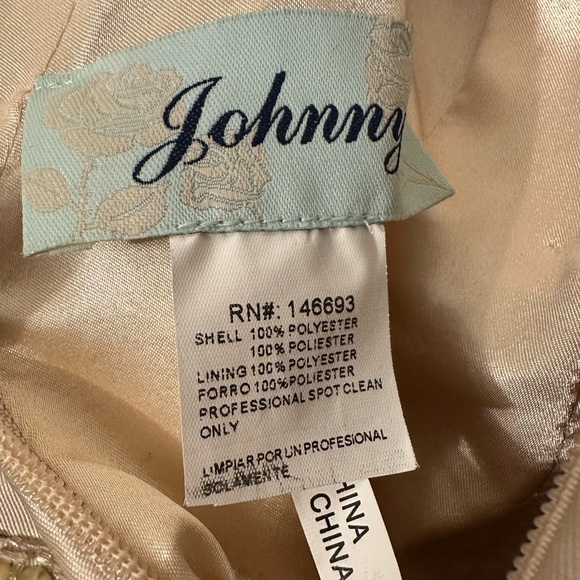 Johnny
RN#: 146693
SHELL 100% POLYESTER
100% POLIESTER
LINING 100% POLYESTER
FORRO 100% POLIESTER
PROFESSIONAL SPOT CLEAN
ONLY
LIMPIAR POR UN PROFESIONAL
SOLAMENTE
HINA
CHINA